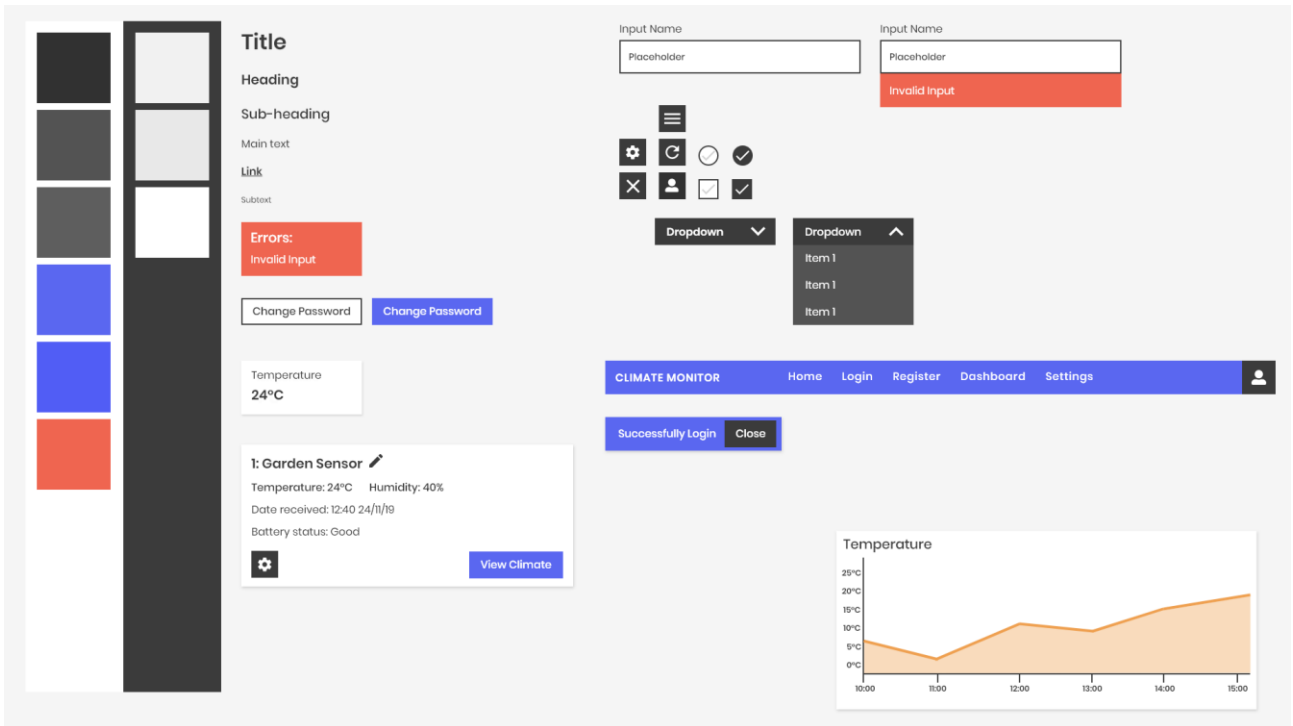 Title
Heading
Sub-heading
Main text
Link
Subtext
Errors:
Invalid Input
Change Password
Change Password
Temperature
24°C
1: Garden Sensor
Temperature: 24°C Humidity: 40%
Date received: 12:40 24/11/19
Battery status: Good
View Climate
Input Name
Placeholder
Input Name
Placeholder
Invalid Input
Dropdown
Dropdown
Item 1
Item 1
Item 1
CLIMATE MONITOR Home Login Register Dashboard Settings
Successfully Login Close
Temperature
25°C
20°C
15°C
10°C
5°C
0°C
10:00 11:00 12:00 13:00 14:00 15:00